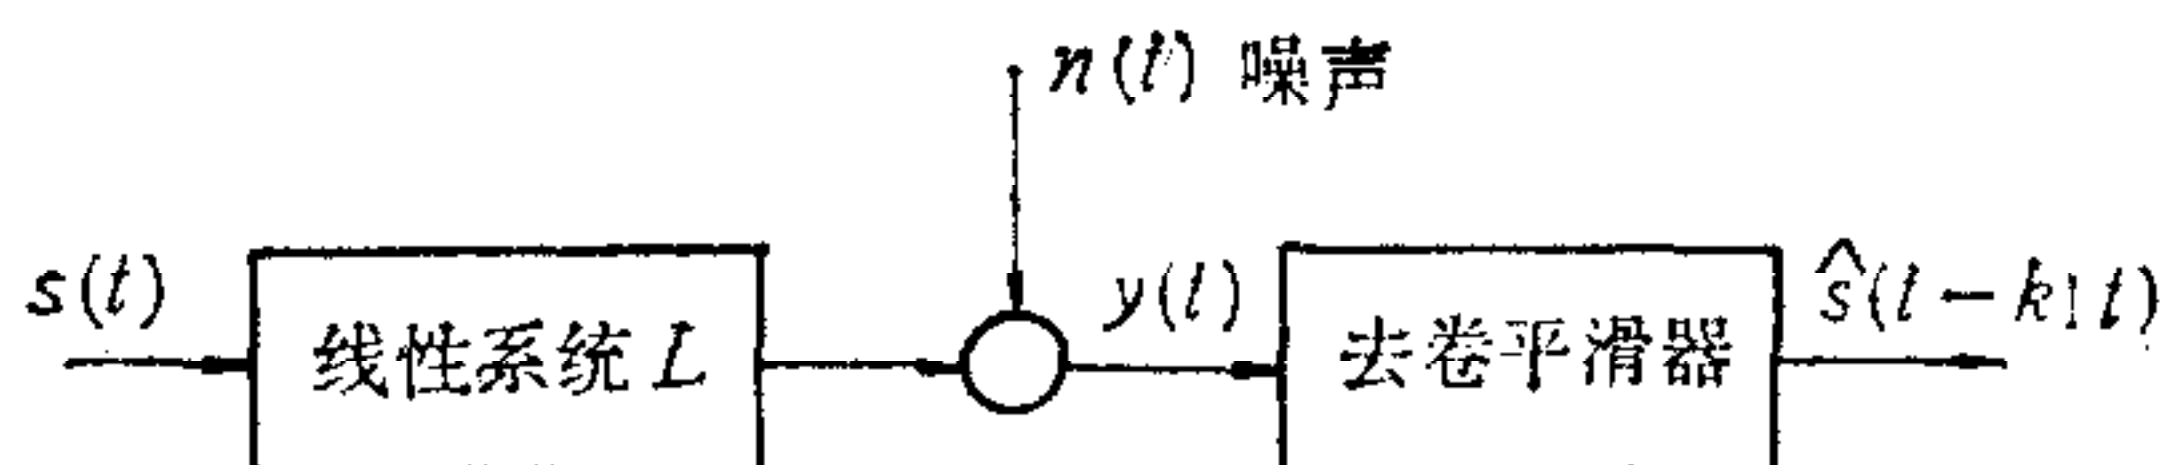 n(t) 噪声
s(t)
线性系统 L
y(t)
去卷平滑器
ŝ(t-k|t)